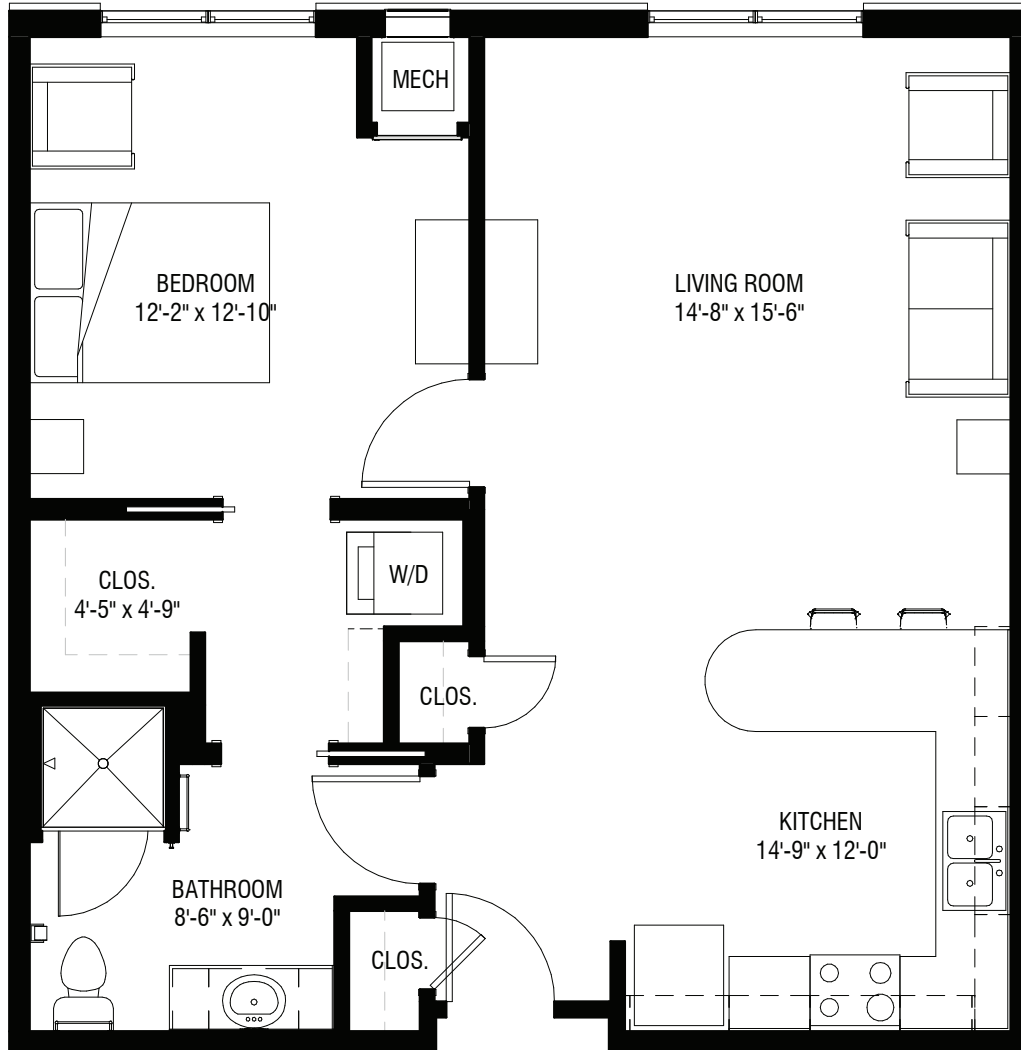 MECH
BEDROOM
12'-2" x 12'-10"
LIVING ROOM
14'-8" x 15'-6"
CLOS.
4'-5" x 4'-9"
W/D
CLOS.
KITCHEN
14'-9" x 12'-0"
BATHROOM
8'-6" x 9'-0"
CLOS.